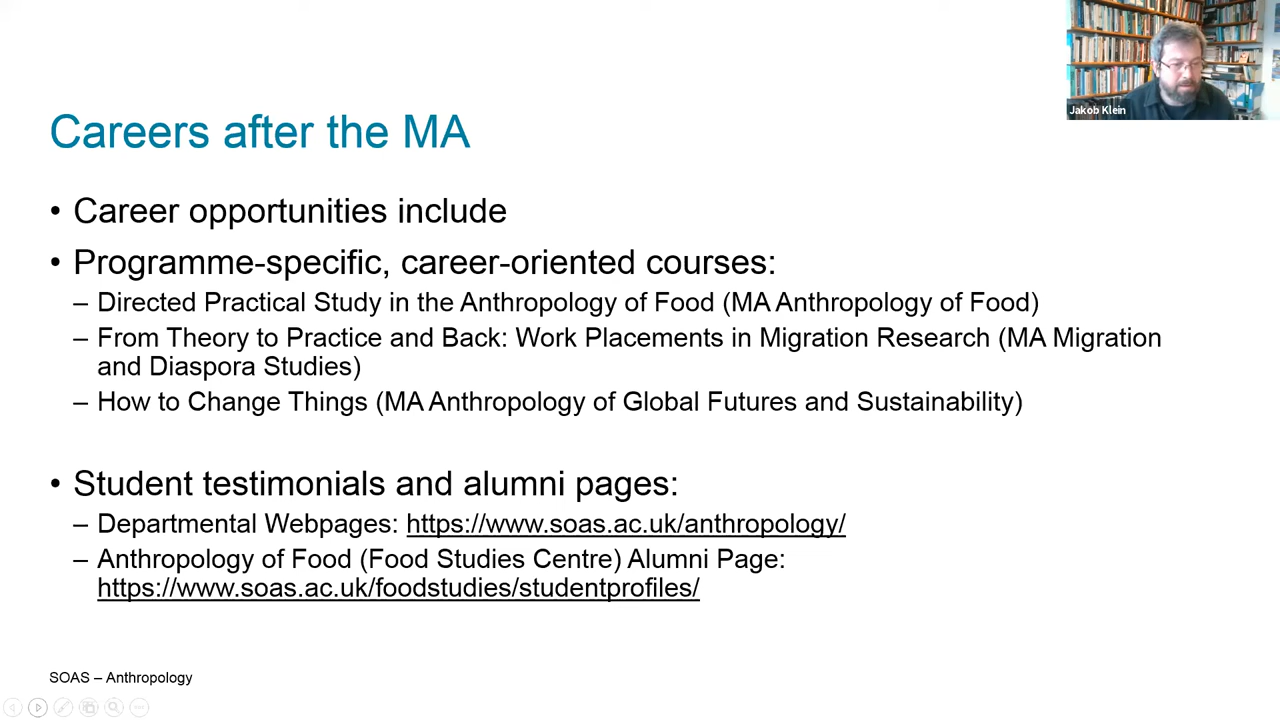 Jakob Klein
Careers after the MA
• Career opportunities include
• Programme-specific, career-oriented courses:
– Directed Practical Study in the Anthropology of Food (MA Anthropology of Food)
– From Theory to Practice and Back: Work Placements in Migration Research (MA Migration
and Diaspora Studies)
– How to Change Things (MA Anthropology of Global Futures and Sustainability)
• Student testimonials and alumni pages:
– Departmental Webpages: https://www.soas.ac.uk/anthropology/
– Anthropology of Food (Food Studies Centre) Alumni Page:
https://www.soas.ac.uk/foodstudies/studentprofiles/
SOAS – Anthropology